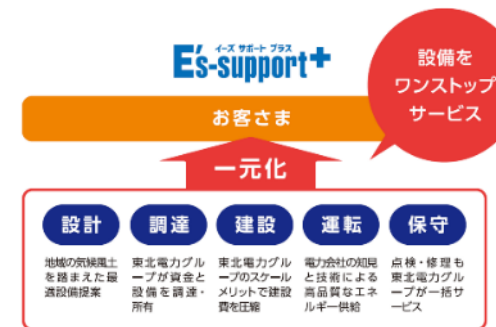 イーズ サポート プラス
E's-support+
設備を
ワンストップ
サービス
お客さま
一元化
設計
調達
建設
運転
保守
地域の気候風土
を踏まえた最
適設備提案
東北電力グル
ープが資金と
設備を調達・
所有
東北電力グル
ープのスケール
メリットで建設
費を圧縮
電力会社の知見
と技術による
高品質なエネ
ルギー供給
点検・修理も
東北電力グル
ープが一括サ
ービス